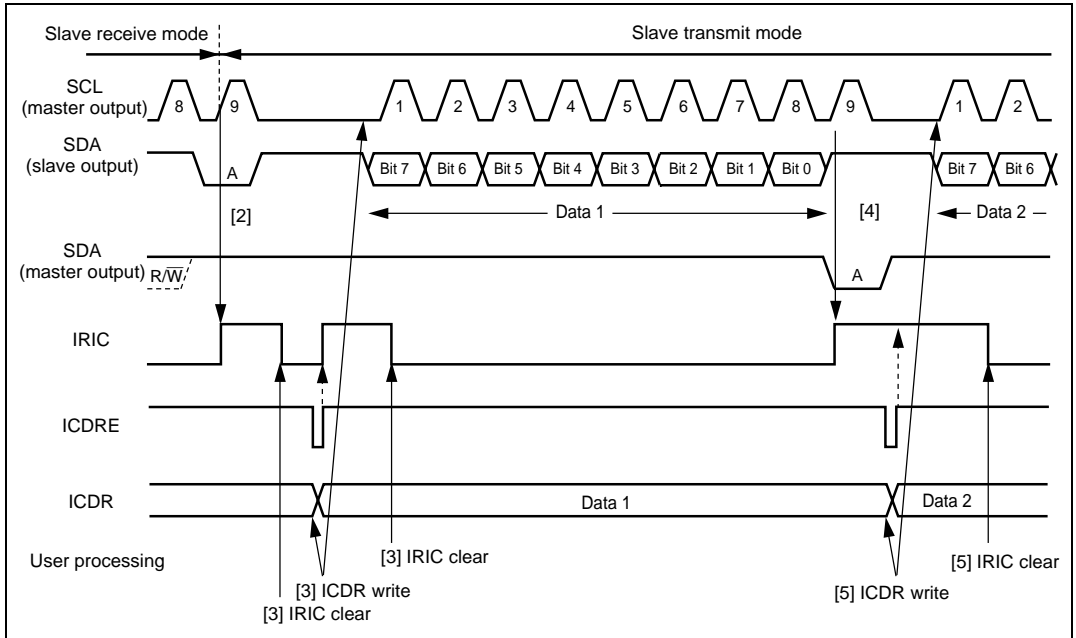 Slave receive mode
Slave transmit mode
SCL
(master output)
8 9 1 2 3 4 5 6 7 8 9 1 2
SDA
(slave output)
A Bit 7 Bit 6 Bit 5 Bit 4 Bit 3 Bit 2 Bit 1 Bit 0 Bit 7 Bit 6
[2] Data 1 [4] Data 2
SDA
(master output)
R/W̅
A
IRIC
ICDRE
ICDR
Data 1 Data 2
User processing
[3] IRIC clear
[5] IRIC clear
[3] ICDR write
[5] ICDR write
[3] IRIC clear